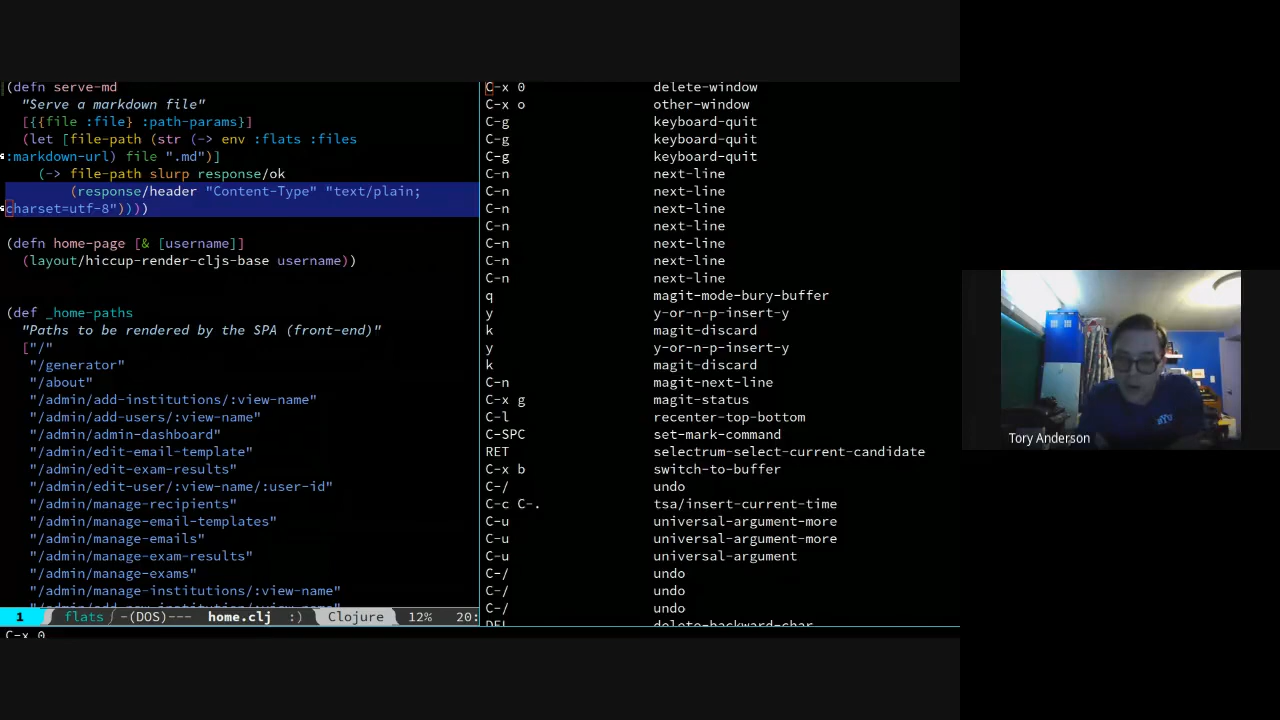 (defn serve-md
"Serve a markdown file"
[{{file :file} :path-params}]
(let [file-path (str (-> env :flats :files
:markdown-url) file ".md")]
(-> file-path slurp response/ok
(response/header "Content-Type" "text/plain;
charset=utf-8"))))
(defn home-page [& [username]]
(layout/hiccup-render-cljs-base username))
(def _home-paths
"Paths to be rendered by the SPA (front-end)"
["/"
"/generator"
"/about"
"/admin/add-institutions/:view-name"
"/admin/add-users/:view-name"
"/admin/admin-dashboard"
"/admin/edit-email-template"
"/admin/edit-exam-results"
"/admin/edit-user/:view-name/:user-id"
"/admin/manage-recipients"
"/admin/manage-email-templates"
"/admin/manage-emails"
"/admin/manage-exam-results"
"/admin/manage-exams"
"/admin/manage-institutions/:view-name"
1 flats -(DOS)--- home.clj :) Clojure 12% 20:
C-x 0
C-x 0 delete-window
C-x o other-window
C-g keyboard-quit
C-g keyboard-quit
C-g keyboard-quit
C-n next-line
C-n next-line
C-n next-line
C-n next-line
C-n next-line
C-n next-line
C-n next-line
q magit-mode-bury-buffer
y y-or-n-p-insert-y
k magit-discard
y y-or-n-p-insert-y
k magit-discard
C-n magit-next-line
C-x g magit-status
C-l recenter-top-bottom
C-SPC set-mark-command
RET selectrum-select-current-candidate
C-x b switch-to-buffer
C-/ undo
C-c C-. tsa/insert-current-time
C-u universal-argument-more
C-u universal-argument-more
C-u universal-argument
C-/ undo
C-/ undo
C-/ undo
DEL delete-backward-char
Tory Anderson